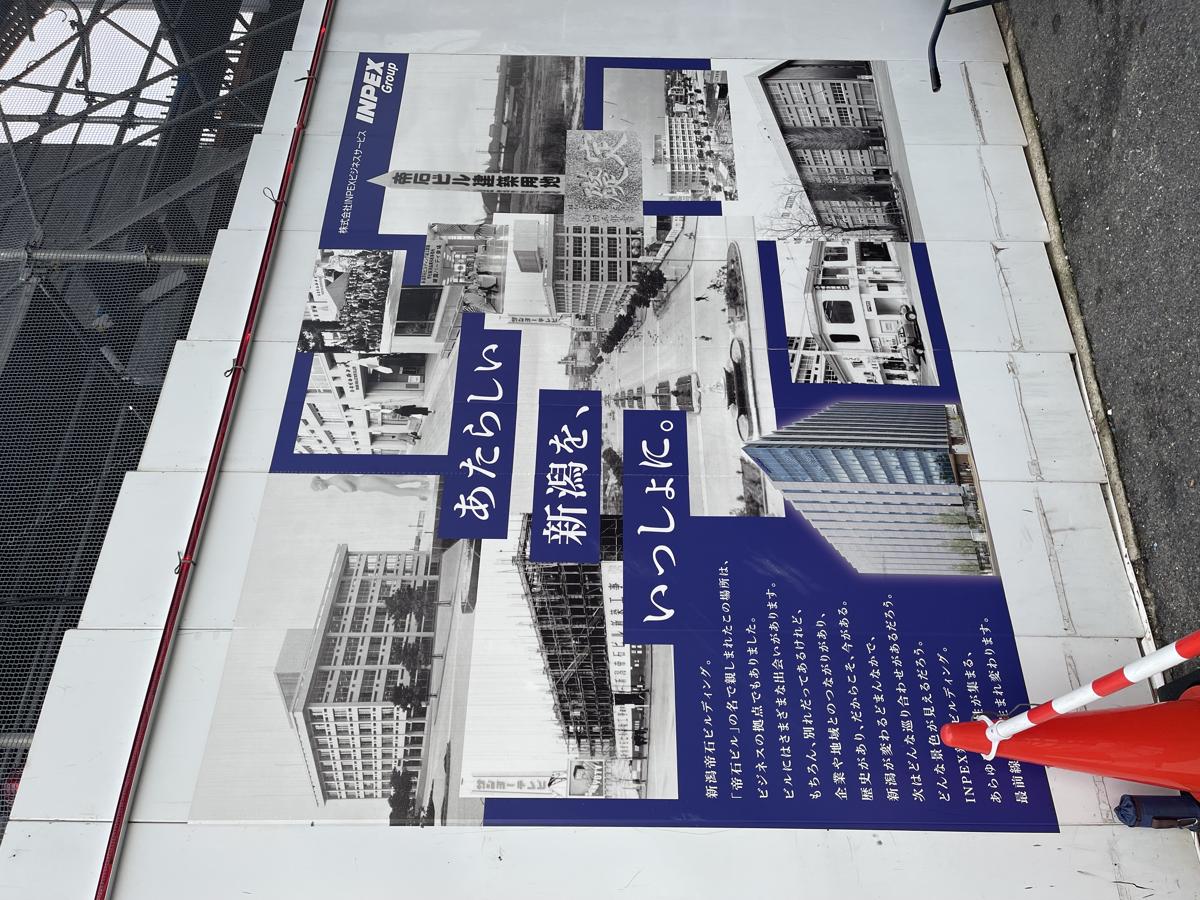 株式会社INPEXビジネスサービス
INPEX
Group
帝石ビル建築用地
サンヨーテレビ
あたらしい
新潟を、
いっしょに。
新潟帝石ビル新築工事
定
新潟帝石ビルディング。
「帝石ビル」の名で親しまれたこの場所は、
ビジネスの拠点でもありました。
ビルにはさまざまな出会いがあります。
もちろん、別れだってあるけれど、
企業や地域とのつながりがあり、
歴史があり、だからこそ、今がある。
新潟が変わるどまんなかで、
次はどんな巡り合わせがあるだろう。
どんな景色が見えるだろう。
INPEX新 ビルディング。
あらゆ 社が集まる、
最前線 生まれ変わります。